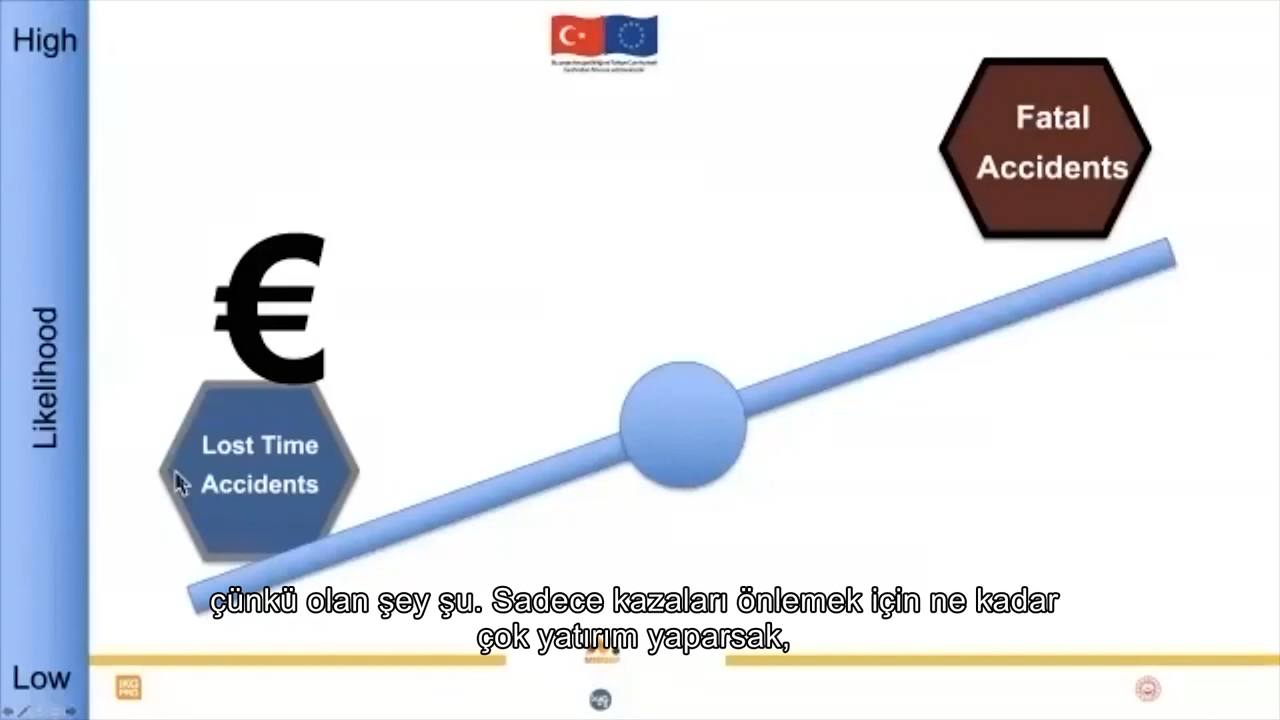 High
Fatal
Accidents
€
Likelihood
Lost Time
Accidents
çünkü olan şey şu. Sadece kazaları önlemek için ne kadar
çok yatırım yaparsak,
Low